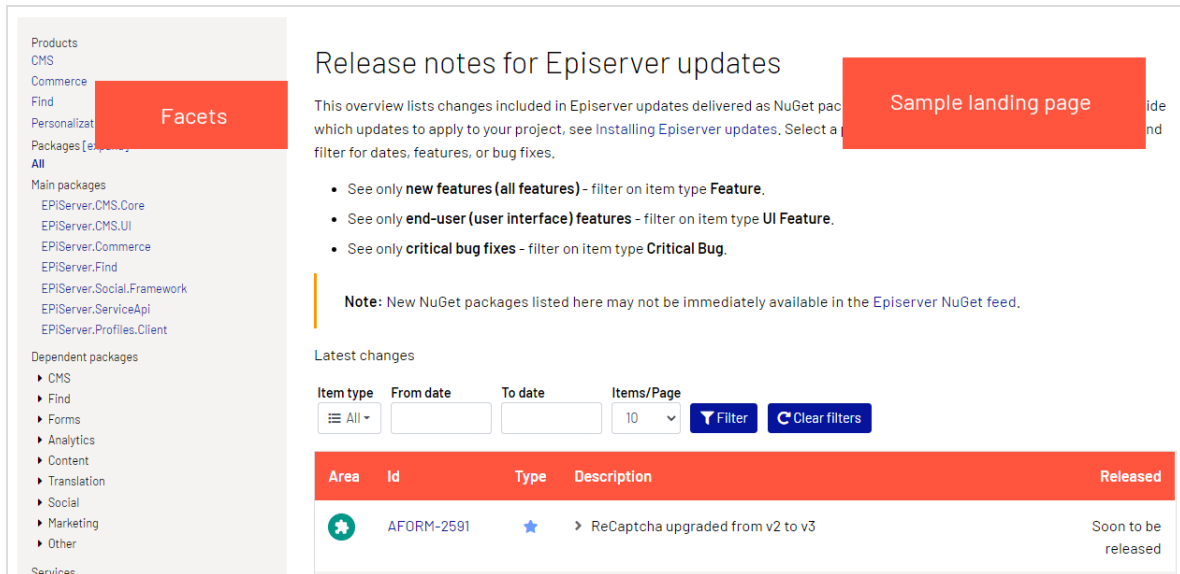 Products
CMS
Commerce
Find
Facets
Packages
All
Main packages
EPiServer.CMS.Core
EPiServer.CMS.UI
EPiServer.Commerce
EPiServer.Find
EPiServer.Social.Framework
EPiServer.ServiceApi
EPiServer.Profiles.Client
Dependent packages
CMS
Find
Forms
Analytics
Content
Translation
Social
Marketing
Other
Services
Release notes for Episerver updates
Sample landing page
This overview lists changes included in Episerver updates delivered as NuGet
which updates to apply to your project, see Installing Episerver updates. Select a
filter for dates, features, or bug fixes.
• See only new features (all features) - filter on item type Feature.
• See only end-user (user interface) features - filter on item type UI Feature.
• See only critical bug fixes - filter on item type Critical Bug.
Note: New NuGet packages listed here may not be immediately available in the Episerver NuGet feed.
Latest changes
Item type From date To date Items/Page
All 10 Filter Clear filters
Area Id Type Description Released
AFORM-2591 ReCaptcha upgraded from v2 to v3 Soon to be
released